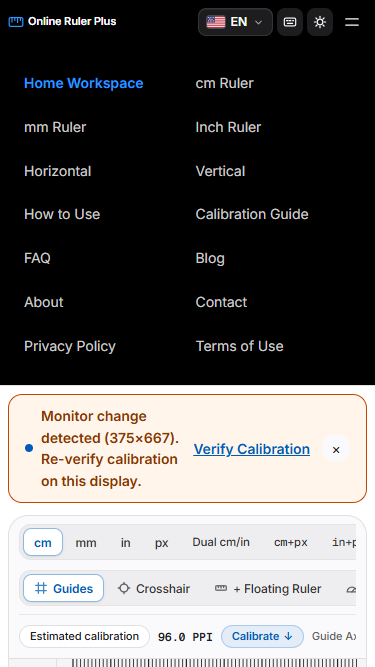 Online Ruler Plus
EN
Home Workspace
cm Ruler
mm Ruler
Inch Ruler
Horizontal
Vertical
How to Use
Calibration Guide
FAQ
Blog
About
Contact
Privacy Policy
Terms of Use
Monitor change
detected (375×667).
Re-verify calibration
on this display.
Verify Calibration
×
cm mm in px Dual cm/in cm+px in+p
Guides Crosshair + Floating Ruler
Estimated calibration 96.0 PPI Calibrate ↓ Guide Ax